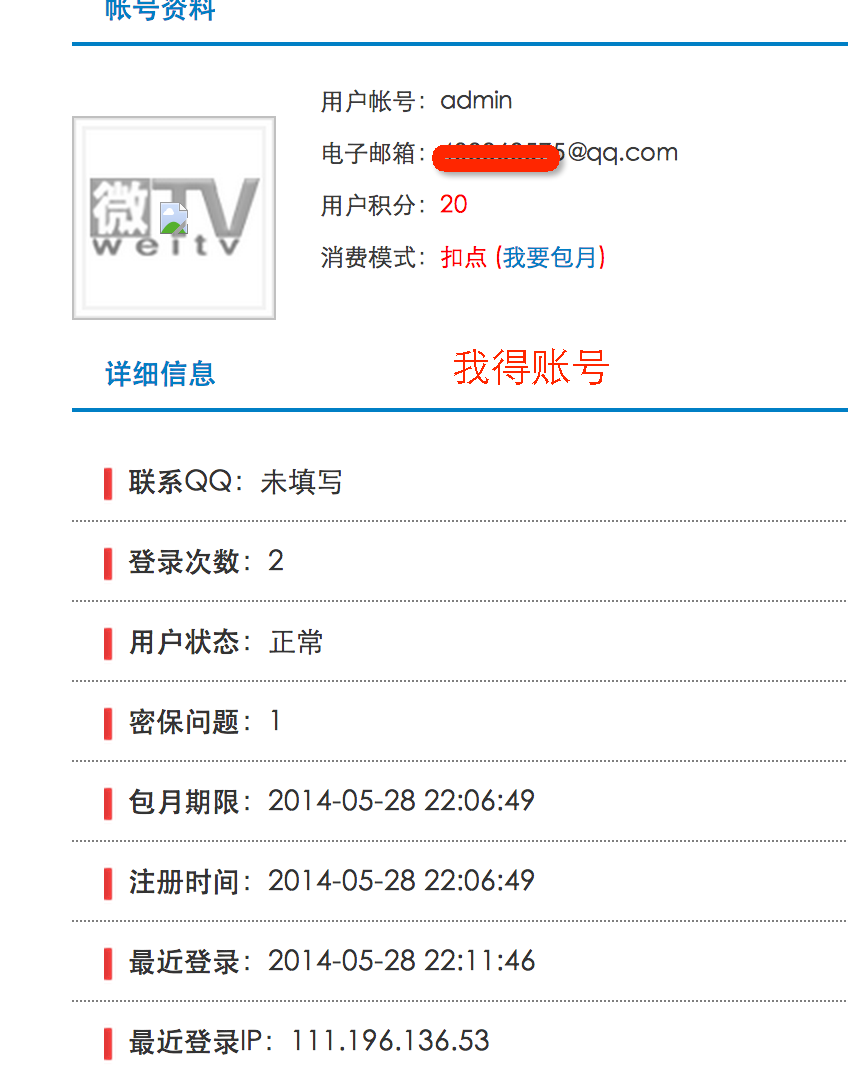 帐号资料
用户帐号：admin
电子邮箱：5@qq.com
用户积分：20
消费模式：扣点 (我要包月)
微TV
weitv
详细信息
我得账号
联系QQ：未填写
登录次数：2
用户状态：正常
密保问题：1
包月期限：2014-05-28 22:06:49
注册时间：2014-05-28 22:06:49
最近登录：2014-05-28 22:11:46
最近登录IP：111.196.136.53